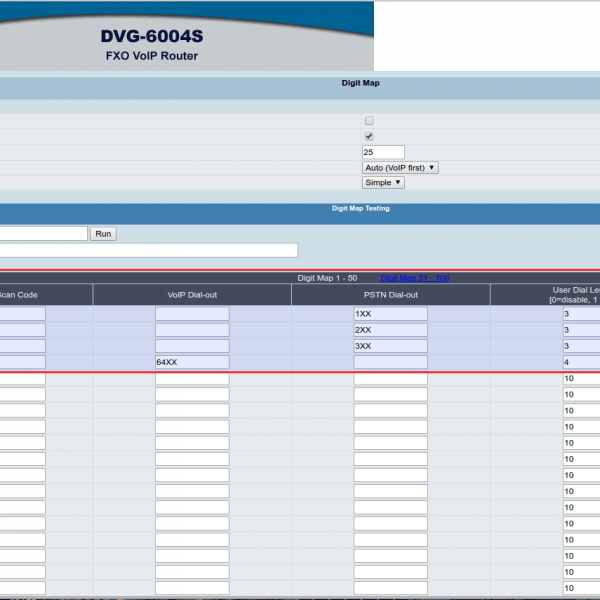 DVG-6004S
FXO VoIP Router
Digit Map
25
Auto (VoIP first) ▼
Simple ▼
Digit Map Testing
Run
Digit Map 1 - 50 Digit Map 51 - 100
Scan Code VoIP Dial-out PSTN Dial-out User Dial Le
[0=disable, 1
1XX 3
2XX 3
3XX 3
64XX 4
10
10
10
10
10
10
10
10
10
10
10
10
10
10